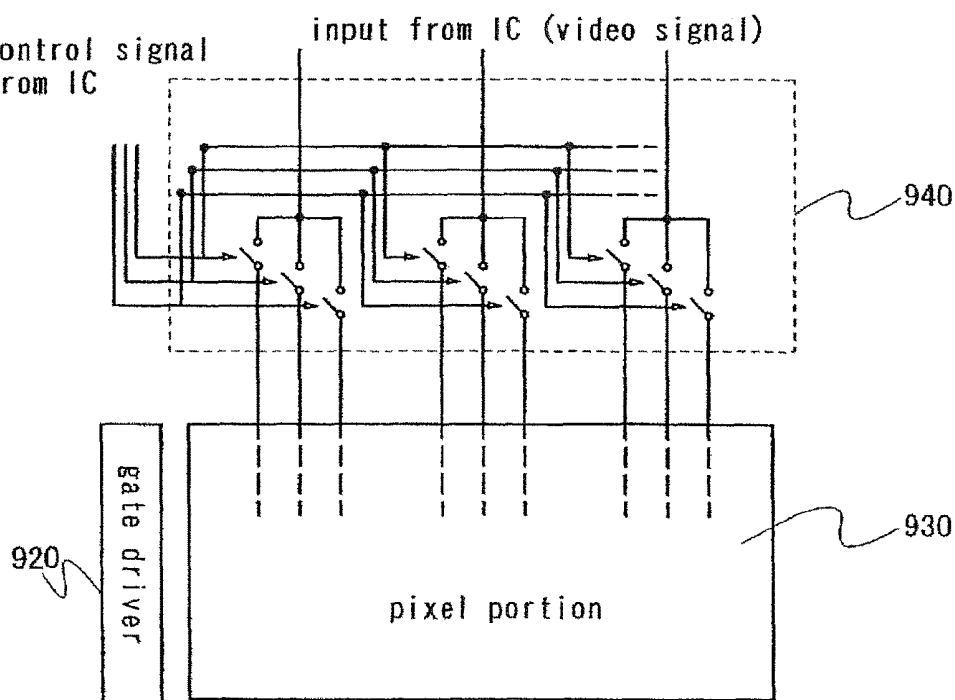 input from IC (video signal)
ontrol signal
rom IC
940
930
920
gate driver
pixel portion